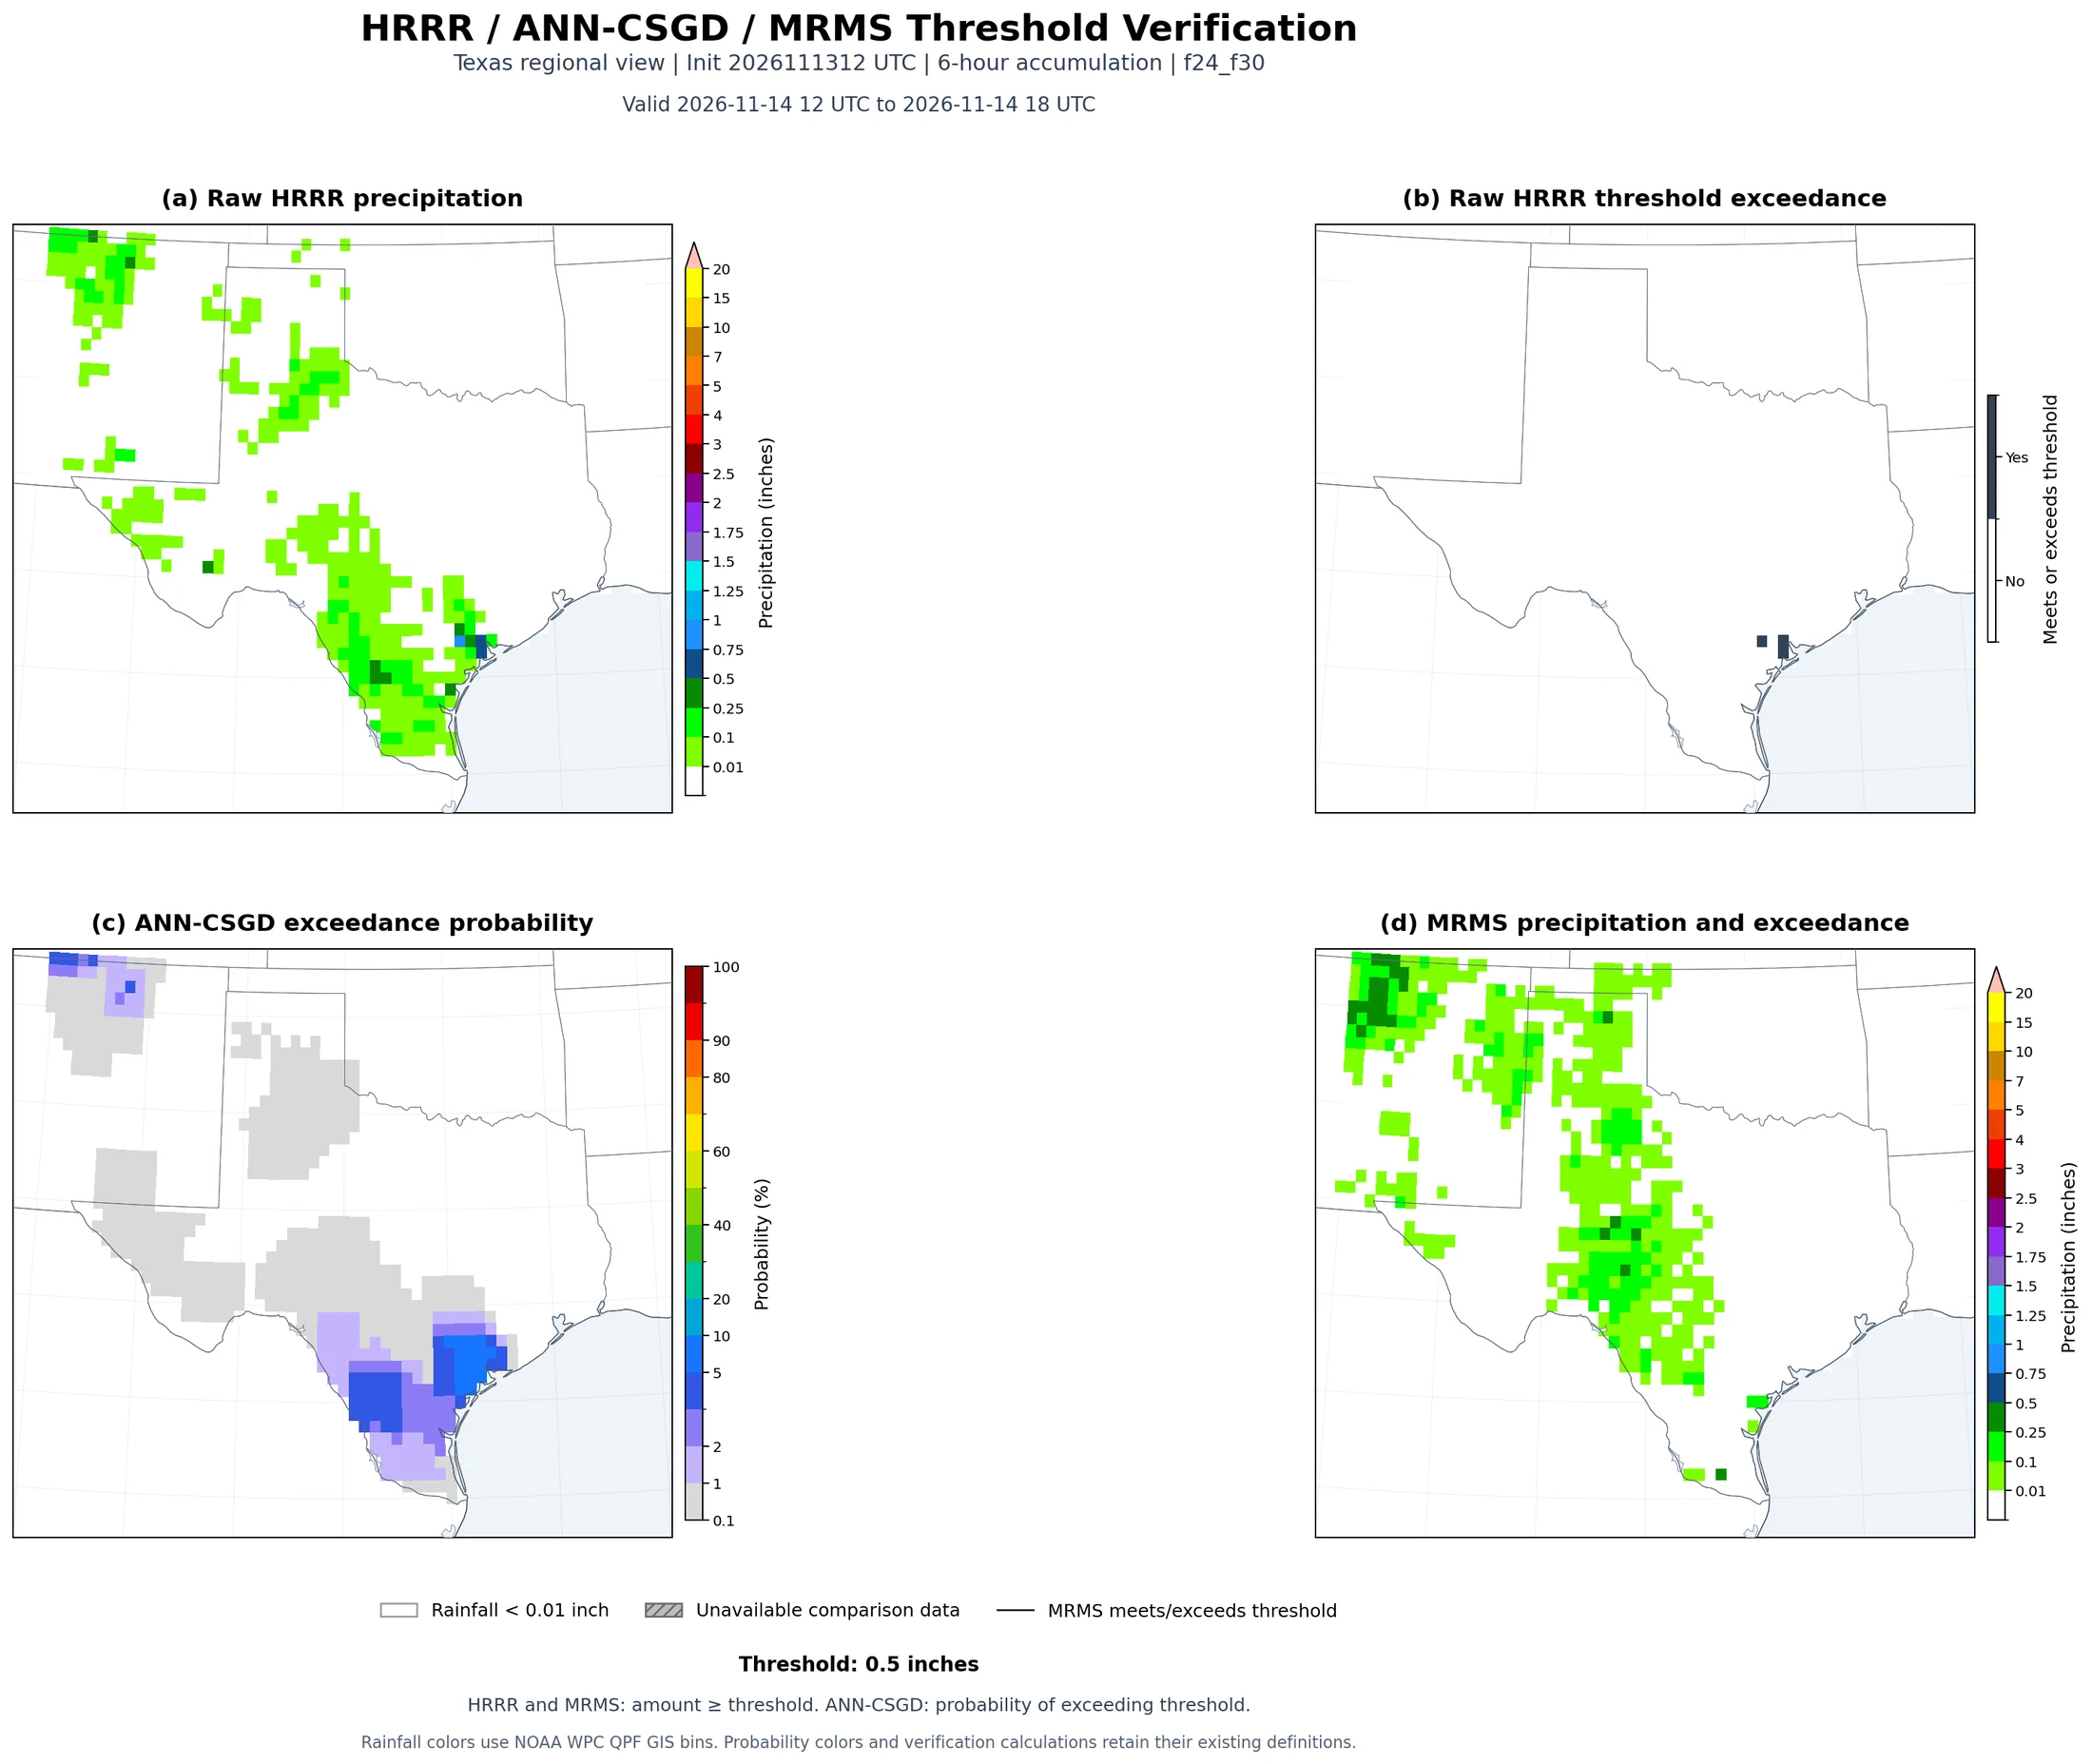 HRRR / ANN-CSGD / MRMS Threshold Verification
Texas regional view | Init 2026111312 UTC | 6-hour accumulation | f24_f30
Valid 2026-11-14 12 UTC to 2026-11-14 18 UTC
(a) Raw HRRR precipitation
20
15
10
7
5
4
3
2.5
2
1.75
1.5
1.25
1
0.75
0.5
0.25
0.1
0.01
Precipitation (inches)
(b) Raw HRRR threshold exceedance
Yes
No
Meets or exceeds threshold
(c) ANN-CSGD exceedance probability
100
90
80
60
40
20
10
5
2
1
0.1
Probability (%)
(d) MRMS precipitation and exceedance
20
15
10
7
5
4
3
2.5
2
1.75
1.5
1.25
1
0.75
0.5
0.25
0.1
0.01
Precipitation (inches)
Rainfall < 0.01 inch
Unavailable comparison data
MRMS meets/exceeds threshold
Threshold: 0.5 inches
HRRR and MRMS: amount ≥ threshold. ANN-CSGD: probability of exceeding threshold.
Rainfall colors use NOAA WPC QPF GIS bins. Probability colors and verification calculations retain their existing definitions.